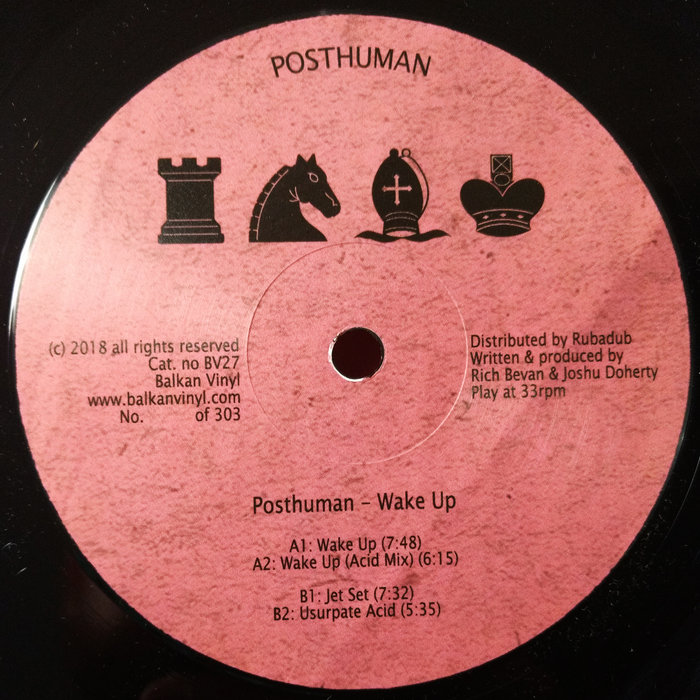 POSTHUMAN
(c) 2018 all rights reserved
Cat. no BV27
Balkan Vinyl
www.balkanvinyl.com
No. of 303
Distributed by Rubadub
Written & produced by
Rich Bevan & Joshu Doherty
Play at 33rpm
Posthuman - Wake Up
A1: Wake Up (7:48)
A2: Wake Up (Acid Mix) (6:15)
B1: Jet Set (7:32)
B2: Usurpate Acid (5:35)